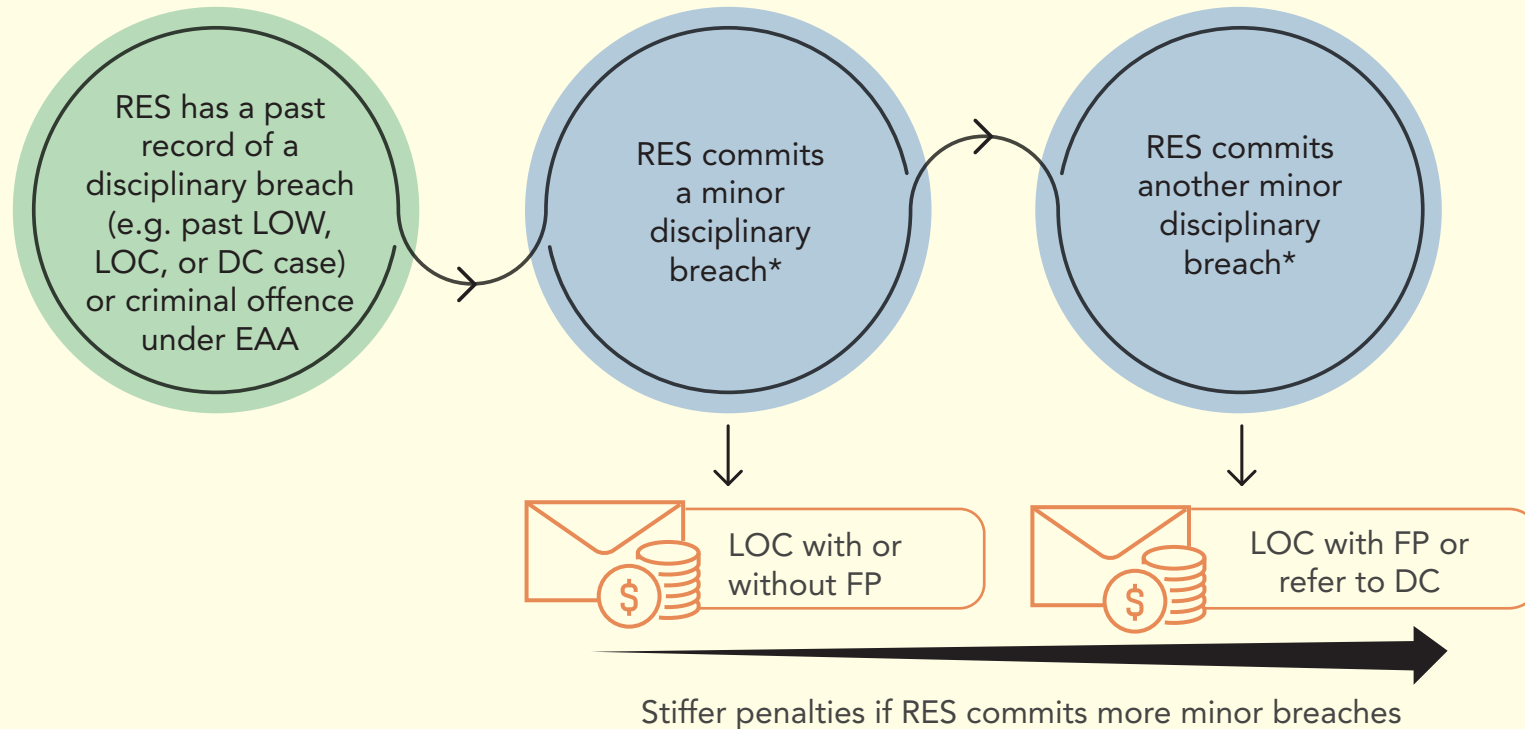 RES has a past
record of a
disciplinary breach
(e.g. past LOW,
LOC, or DC case)
or criminal offence
under EAA
RES commits
a minor
disciplinary
breach*
RES commits
another minor
disciplinary
breach*
$
LOC with or
without FP
$
LOC with FP or
refer to DC
Stiffer penalties if RES commits more minor breaches